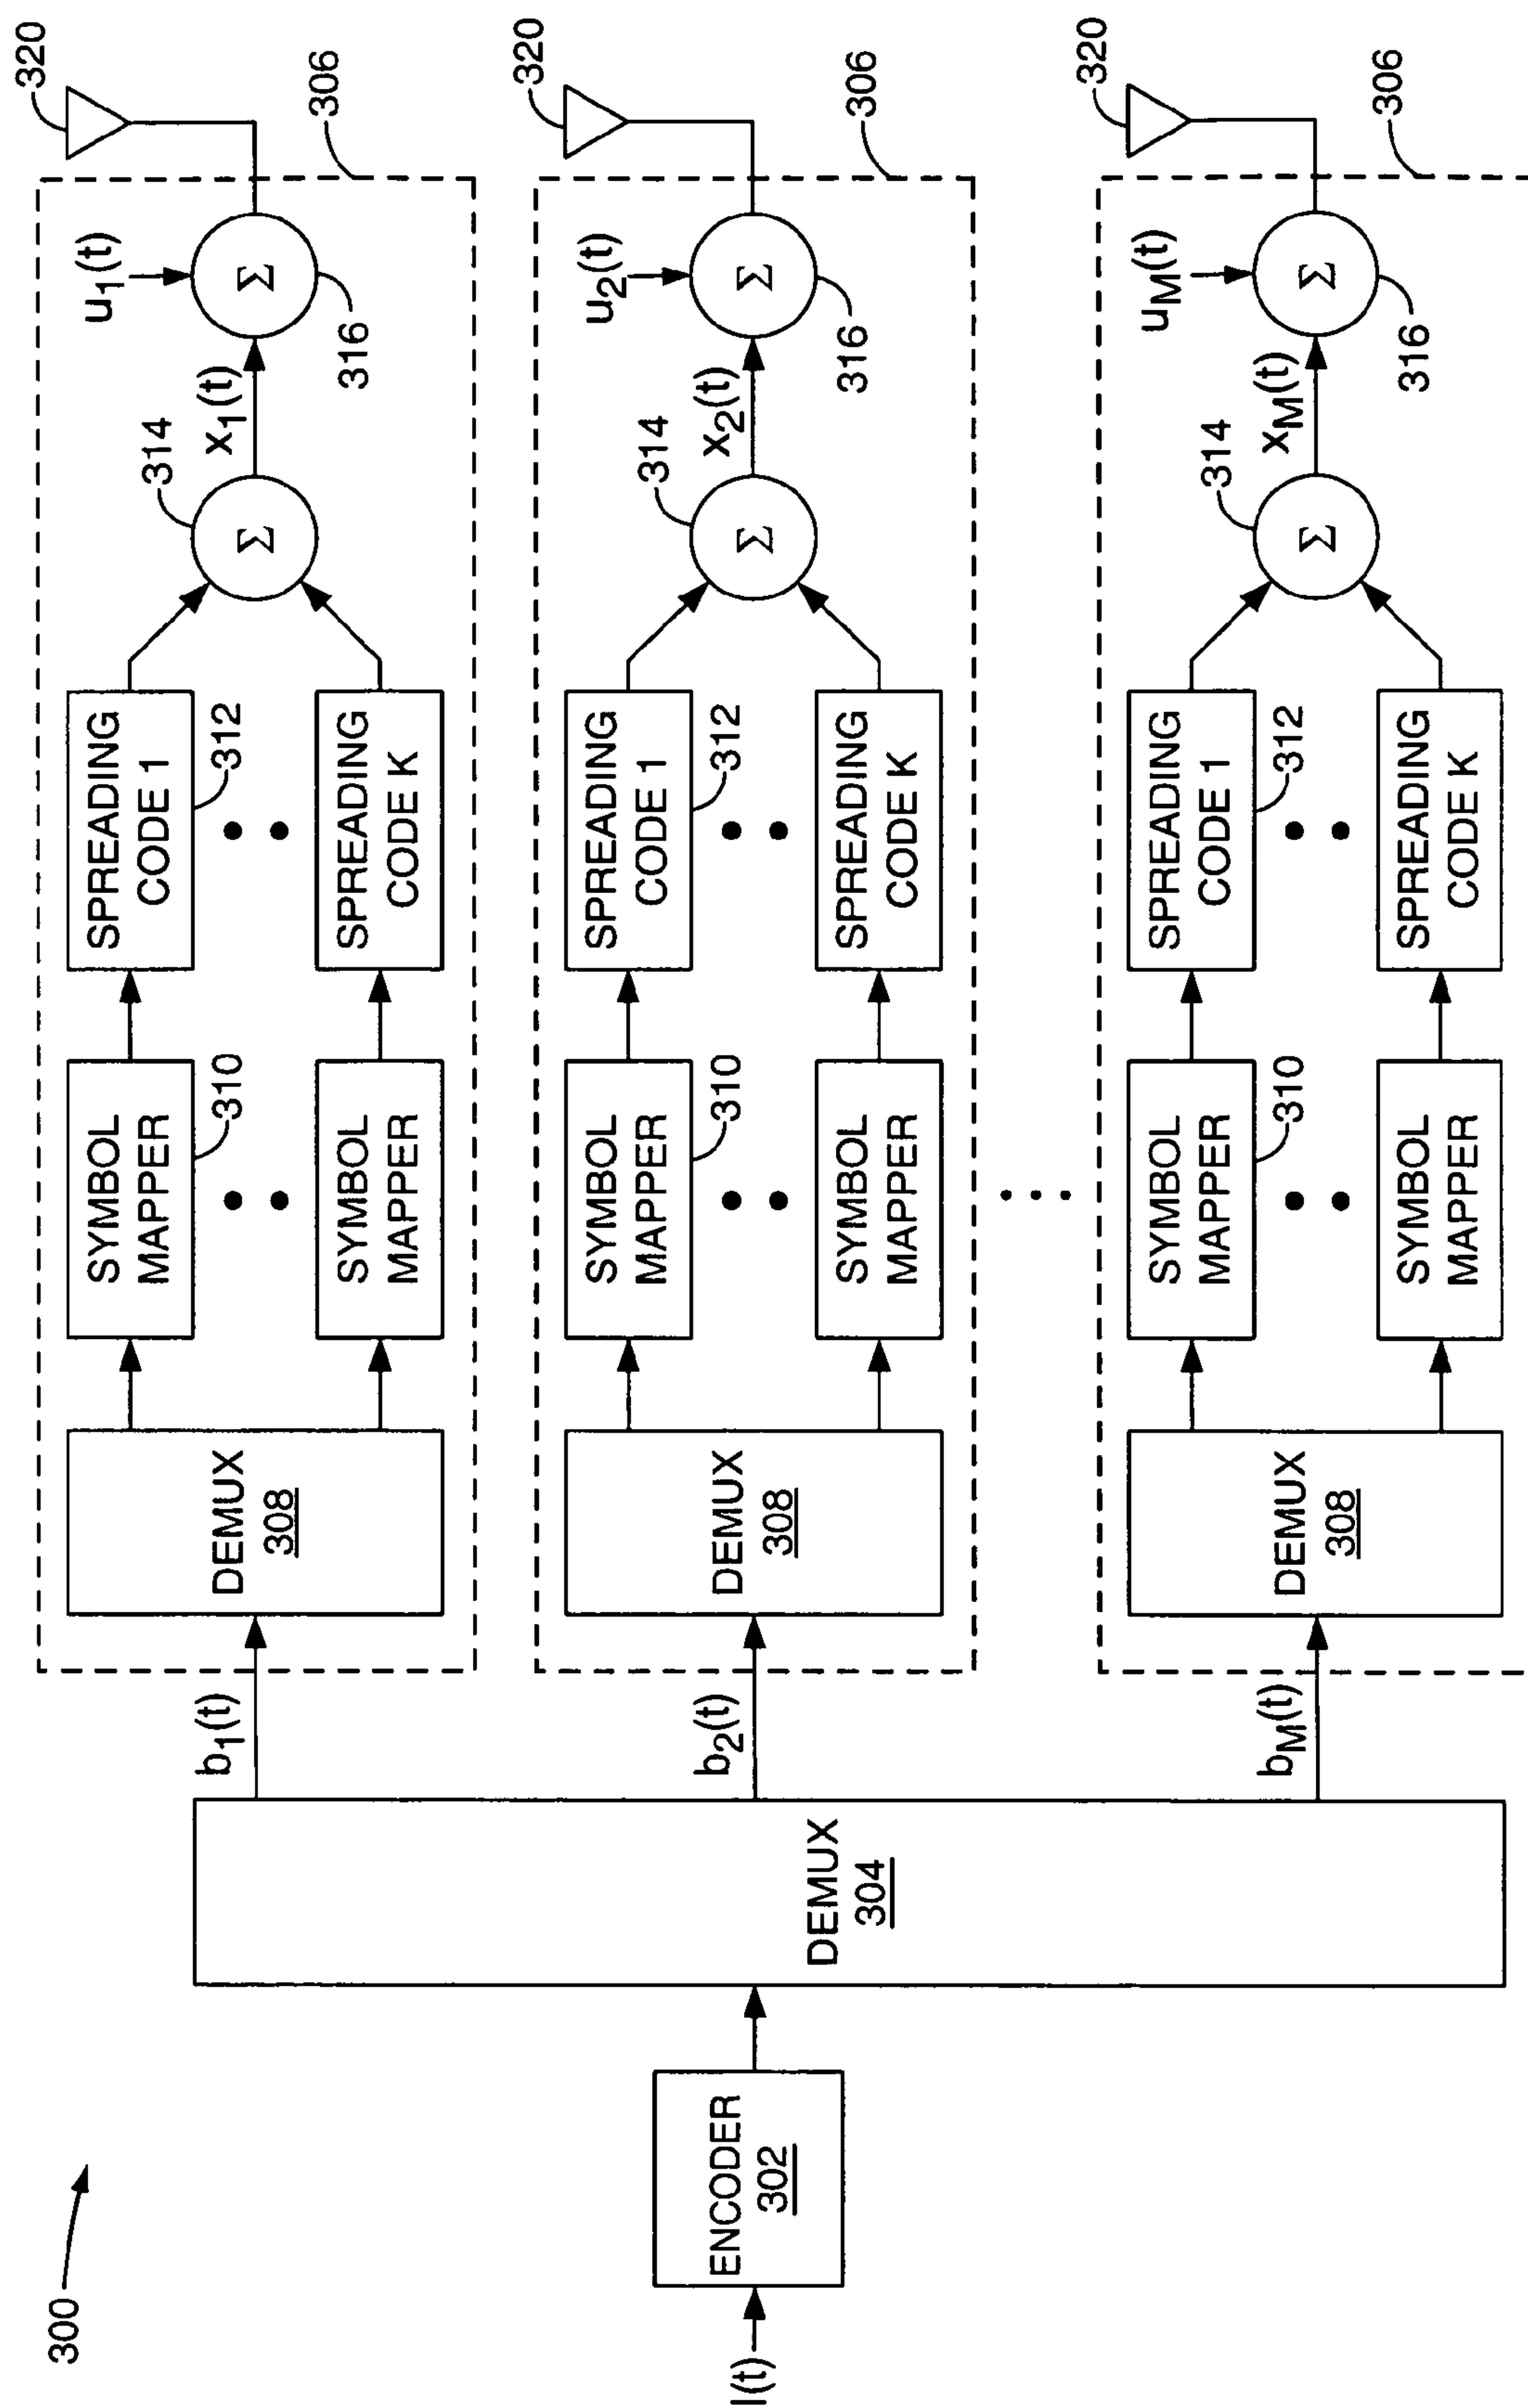 300
I(t)
ENCODER
302
DEMUX
304
b1(t)
DEMUX
308
SYMBOL
MAPPER
310
SYMBOL
MAPPER
SPREADING
CODE 1
312
SPREADING
CODE K
314
Σ
x1(t)
u1(t)
Σ
316
306
320
b2(t)
DEMUX
308
SYMBOL
MAPPER
310
SYMBOL
MAPPER
SPREADING
CODE 1
312
SPREADING
CODE K
314
Σ
x2(t)
u2(t)
Σ
316
306
320
bM(t)
DEMUX
308
SYMBOL
MAPPER
310
SYMBOL
MAPPER
SPREADING
CODE 1
312
SPREADING
CODE K
314
Σ
xM(t)
uM(t)
Σ
316
306
320